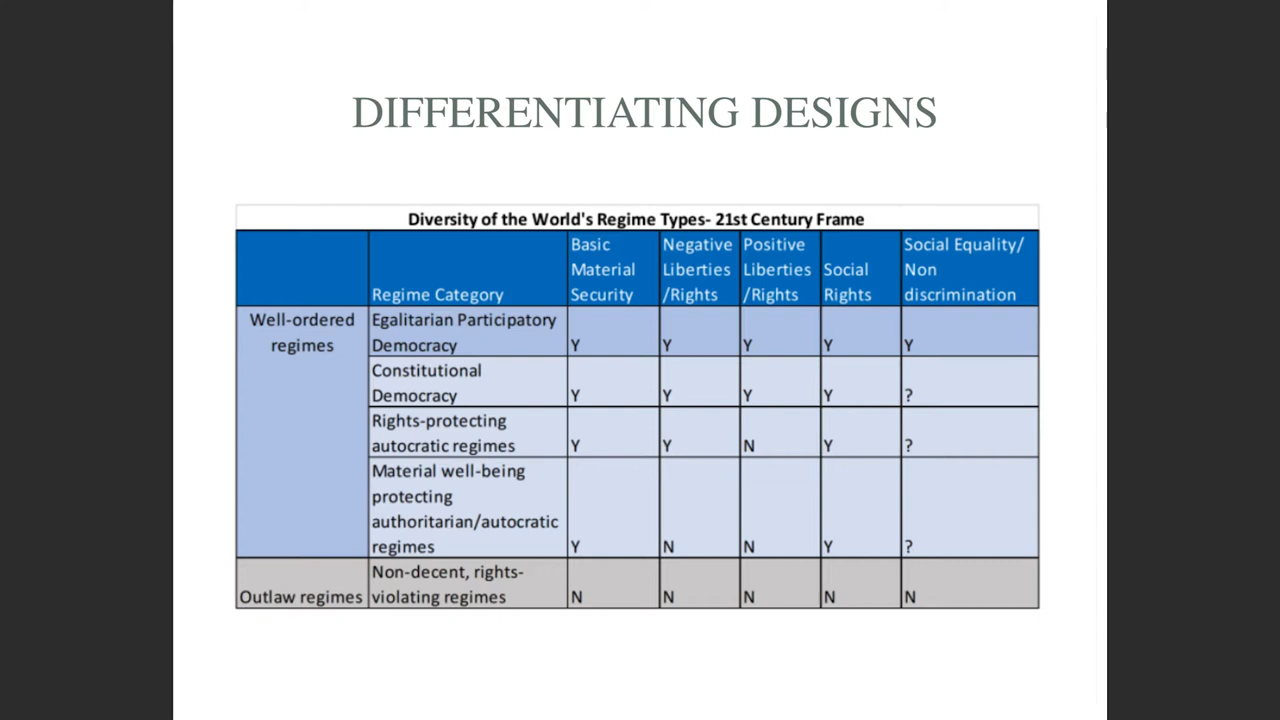 DIFFERENTIATING DESIGNS
Diversity of the World's Regime Types- 21st Century Frame
Regime Category
Basic
Material
Security
Negative
Liberties
/Rights
Positive
Liberties
/Rights
Social
Rights
Social Equality/
Non
discrimination
Well-ordered
regimes
Egalitarian Participatory
Democracy
Y Y Y Y Y
Constitutional
Democracy
Y Y Y Y ?
Rights-protecting
autocratic regimes
Y Y N Y ?
Material well-being
protecting
authoritarian/autocratic
regimes
Y N N Y ?
Outlaw regimes
Non-decent, rights-
violating regimes
N N N N N